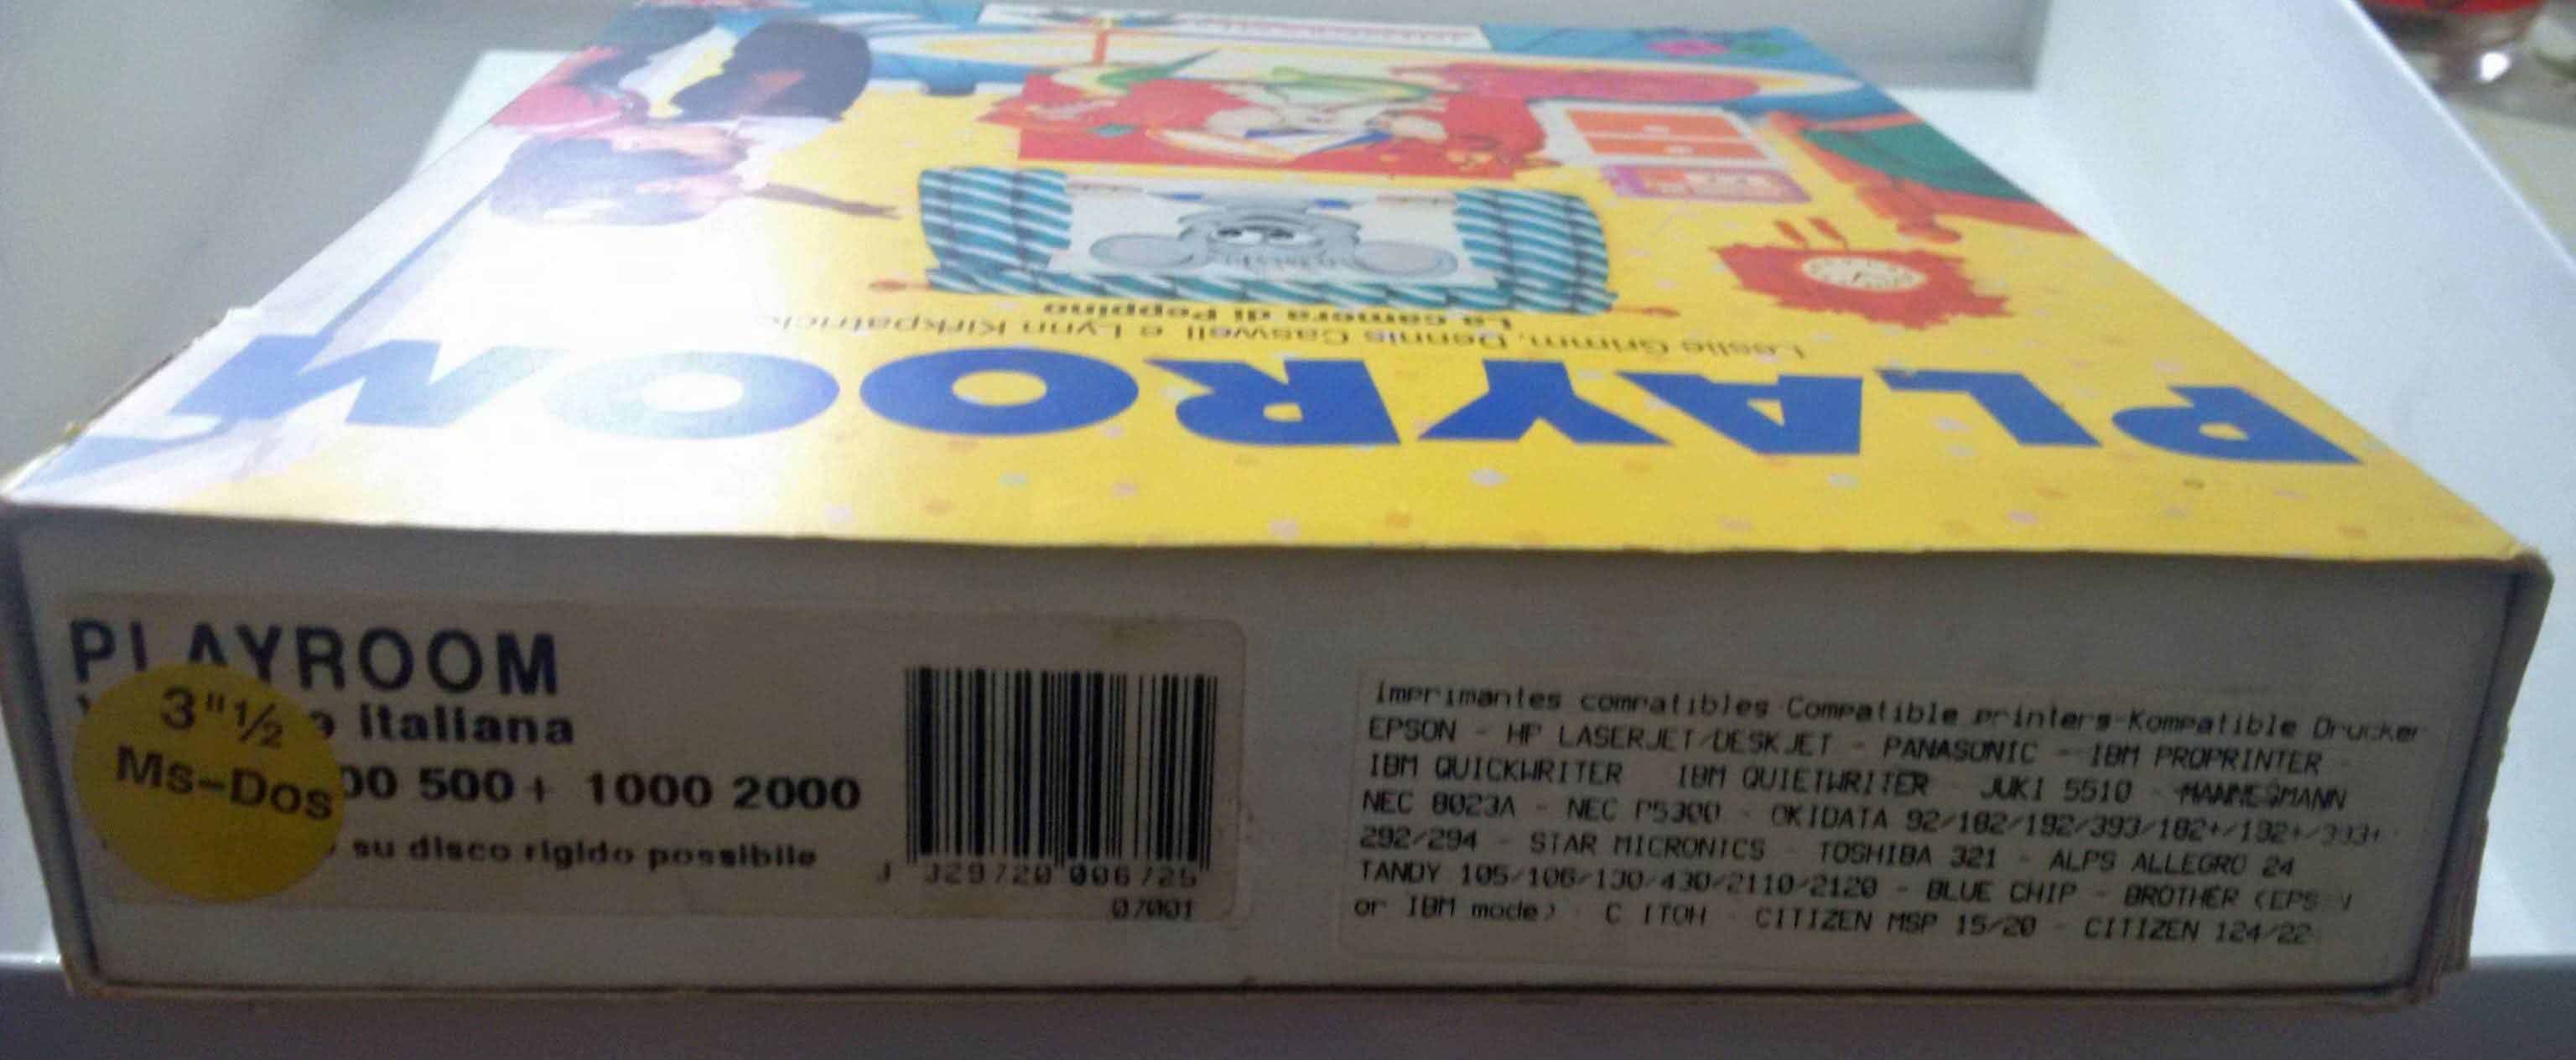 PLAYROOM
Leslie Grimm, Dennis Caswell e Lynn Kirkpatrick
La camera di Peppino
PLAYROOM
italiana
3"½
Ms-Dos
00 500+ 1000 2000
su disco rigido possibile
3 329720 006725
07001
Imprimantes compatibles-Compatible printers-Kompatible Drucker
EPSON - HP LASERJET/DESKJET - PANASONIC - IBM PROPRINTER -
IBM QUICKWRITER IBM QUIETWRITER - JUKI 5510 - MANNESMANN
NEC 8023A - NEC P5300 - OKIDATA 92/182/192/393/182+/192+/393+
292/294 - STAR MICRONICS - TOSHIBA 321 - ALPS ALLEGRO 24
TANDY 105/106/130/430/2110/2120 - BLUE CHIP - BROTHER (EPSON
or IBM mode) - C ITOH - CITIZEN MSP 15/20 - CITIZEN 124/22